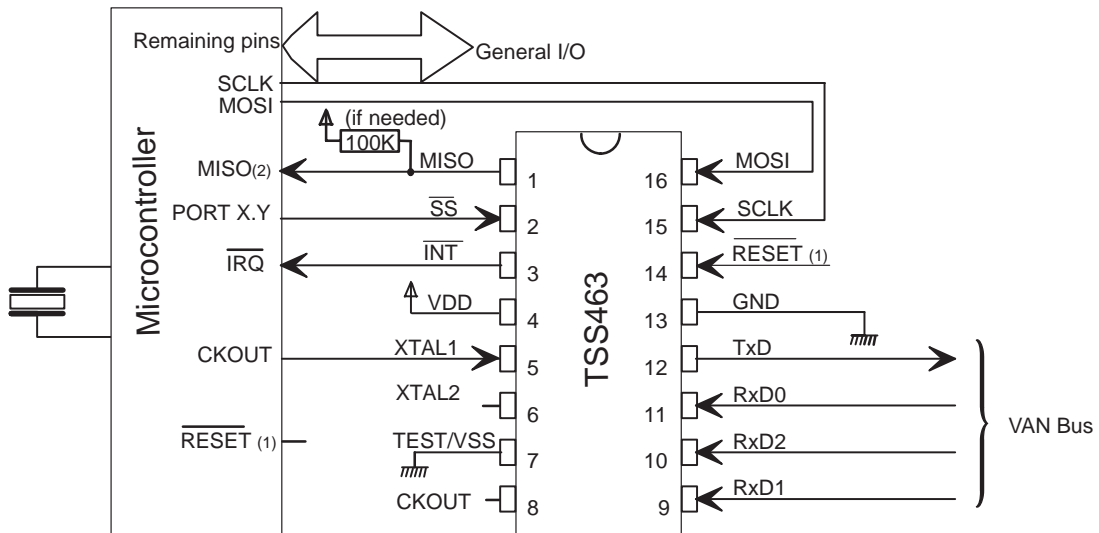 Remaining pins
General I/O
SCLK
MOSI
(if needed)
100K
MISO(2)
MISO
1
16
MOSI
PORT X.Y
SS
2
15
SCLK
IRQ
INT
3
14
RESET (1)
VDD
4
13
GND
CKOUT
XTAL1
5
12
TxD
XTAL2
6
11
RxD0
RESET (1)
TEST/VSS
7
10
RxD2
CKOUT
8
9
RxD1
Microcontroller
TSS463
VAN Bus